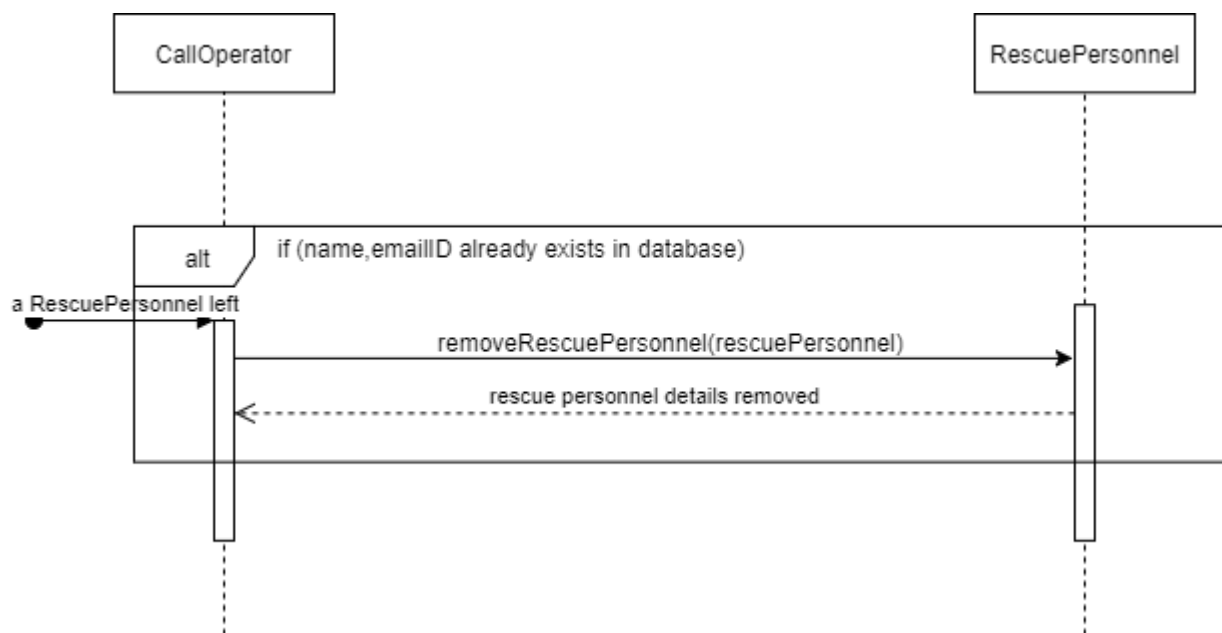 CallOperator
RescuePersonnel
alt
if (name,emailID already exists in database)
a RescuePersonnel left
removeRescuePersonnel(rescuePersonnel)
rescue personnel details removed